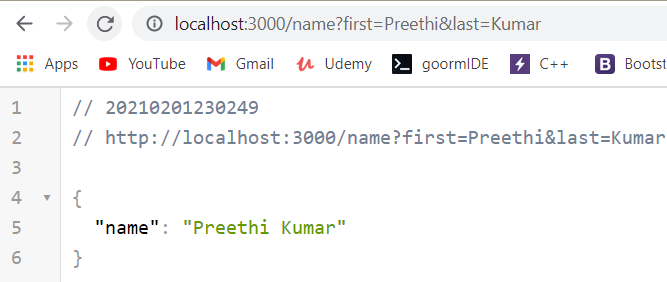 localhost:3000/name?first=Preethi&last=Kumar
Apps YouTube Gmail Udemy goormIDE C++ B Bootst
1 // 20210201230249
2 // http://localhost:3000/name?first=Preethi&last=Kumar
3
4 {
5 "name": "Preethi Kumar"
6 }